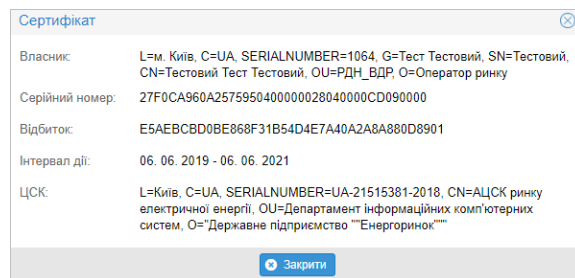 Сертифікат
Власник: L=м. Київ, C=UA, SERIALNUMBER=1064, G=Тест Тестовий, SN=Тестовий,
CN=Тестовий Тест Тестовий, OU=РДН_ВДР, O=Оператор ринку
Серійний номер: 27F0CA960A2575950400000028040000CD090000
Відбиток: E5AEBCBD0BE868F31B54D4E7A40A2A8A880D8901
Інтервал дії: 06. 06. 2019 - 06. 06. 2021
ЦСК: L=Київ, C=UA, SERIALNUMBER=UA-21515381-2018, CN=АЦСК ринку
електричної енергії, OU=Департамент інформаційних комп'ютерних
систем, O="Державне підприємство ""Енергоринок"""
Закрити